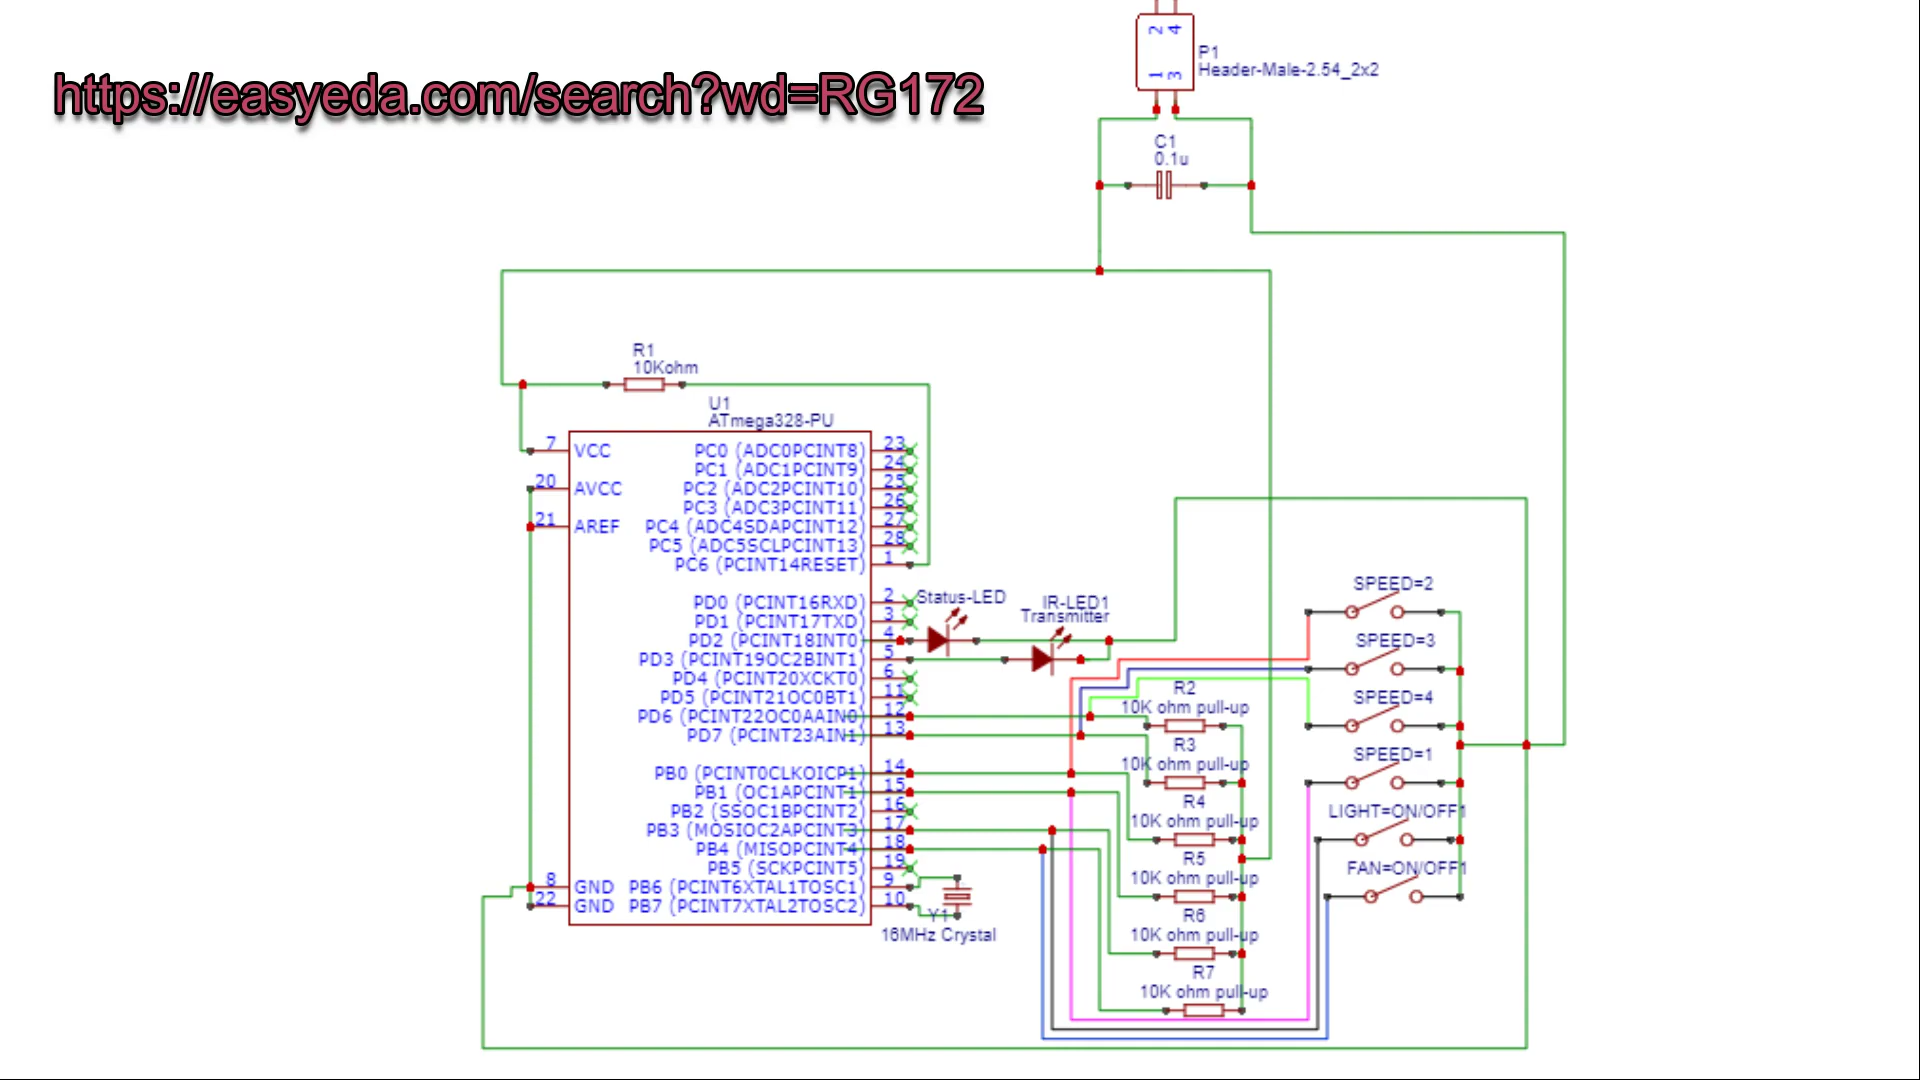 2 4
1 3
P1
Header-Male-2.54_2x2
https://easyeda.com/search?wd=RG172
C1
0.1u
R1
10Kohm
U1
ATmega328-PU
7 VCC
20 AVCC
21 AREF
8 GND
22 GND
PC0 (ADC0PCINT8) 23
PC1 (ADC1PCINT9) 24
PC2 (ADC2PCINT10) 25
PC3 (ADC3PCINT11) 26
PC4 (ADC4SDAPCINT12) 27
PC5 (ADC5SCLPCINT13) 28
PC6 (PCINT14RESET) 1
PD0 (PCINT16RXD) 2
PD1 (PCINT17TXD) 3
PD2 (PCINT18INT0 4
PD3 (PCINT19OC2BINT1) 5
PD4 (PCINT20XCKT0) 6
PD5 (PCINT21OC0BT1) 11
PD6 (PCINT22OC0AAIN0) 12
PD7 (PCINT23AIN1) 13
PB0 (PCINT0CLKOICP1) 14
PB1 (OC1APCINT1) 15
PB2 (SSOC1BPCINT2) 16
PB3 (MOSIOC2APCINT3 17
PB4 (MISOPCINT4 18
PB5 (SCKPCINT5) 19
PB6 (PCINT6XTAL1TOSC1) 9
PB7 (PCINT7XTAL2TOSC2) 10
Status-LED
IR-LED1
Transmitter
Y1
16MHz Crystal
R2
10K ohm pull-up
R3
10K ohm pull-up
R4
10K ohm pull-up
R5
10K ohm pull-up
R6
10K ohm pull-up
R7
10K ohm pull-up
SPEED=2
SPEED=3
SPEED=4
SPEED=1
LIGHT=ON/OFF1
FAN=ON/OFF1